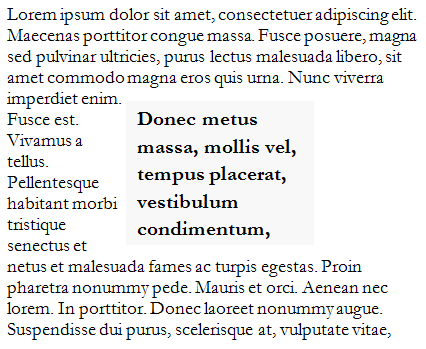 Lorem ipsum dolor sit amet, consectetuer adipiscing elit.
Maecenas porttitor congue massa. Fusce posuere, magna
sed pulvinar ultricies, purus lectus malesuada libero, sit
amet commodo magna eros quis urna. Nunc viverra
imperdiet enim.
Fusce est.
Vivamus a
tellus.
Pellentesque
habitant morbi
tristique
senectus et
Donec metus
massa, mollis vel,
tempus placerat,
vestibulum
condimentum,
netus et malesuada fames ac turpis egestas. Proin
pharetra nonummy pede. Mauris et orci. Aenean nec
lorem. In porttitor. Donec laoreet nonummy augue.
Suspendisse dui purus, scelerisque at, vulputate vitae,